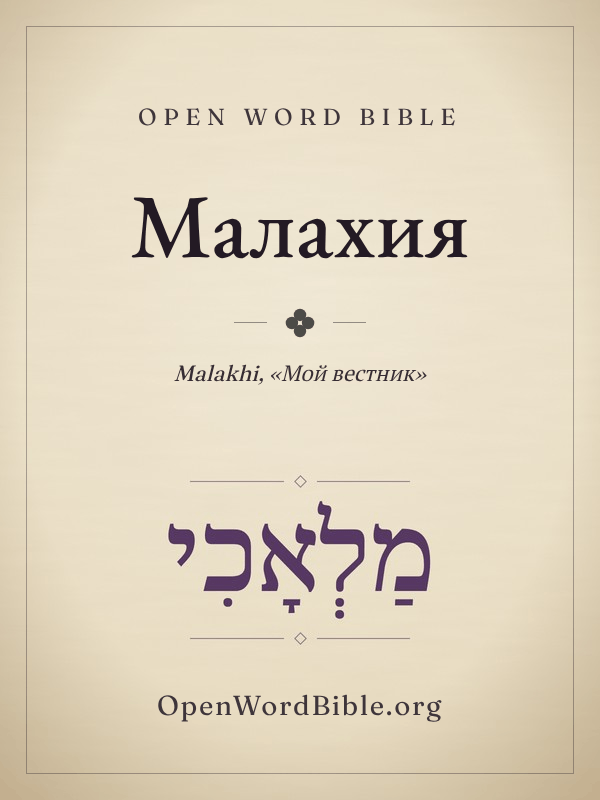 OPEN WORD BIBLE
Малахия
Malakhi, «Мой вестник»
מַלְאָכִי
OpenWordBible.org